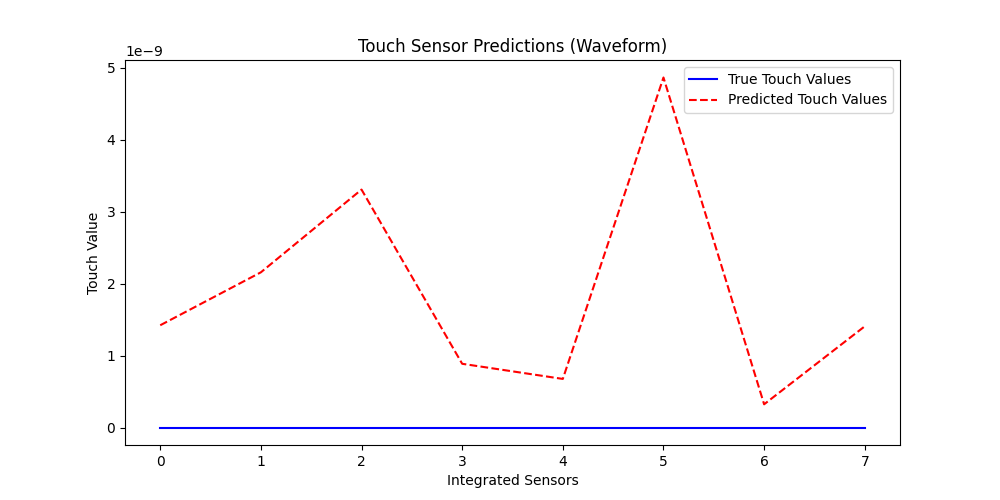 Touch Sensor Predictions (Waveform)
1e−9
True Touch Values
Predicted Touch Values
5
4
3
2
1
0
Touch Value
0 1 2 3 4 5 6 7
Integrated Sensors